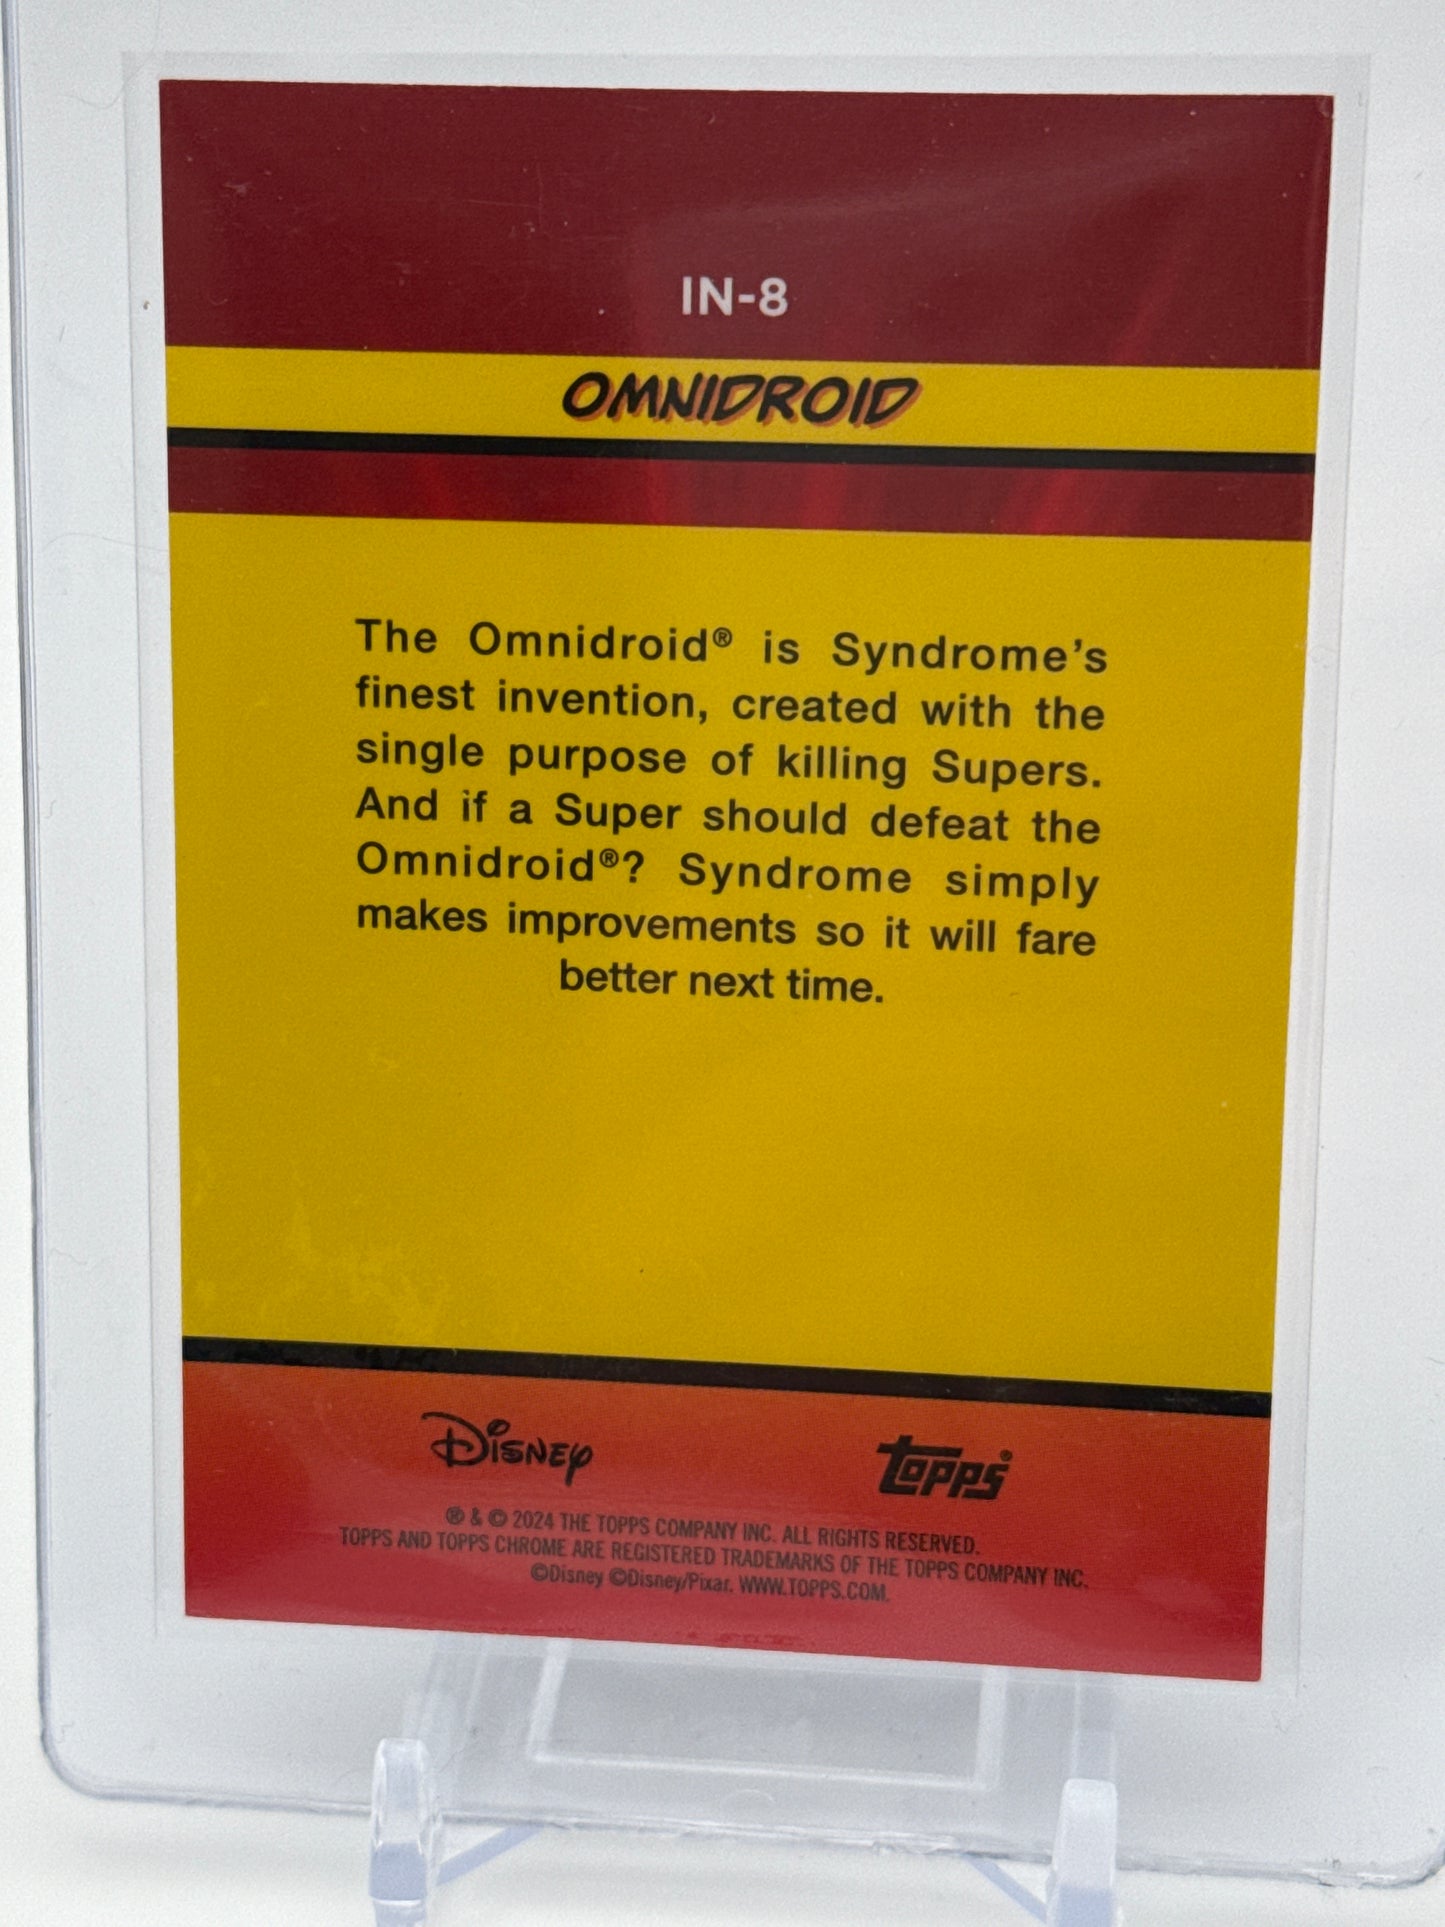 IN-8
OMNIDROID
The Omnidroid® is Syndrome's
finest invention, created with the
single purpose of killing Supers.
And if a Super should defeat the
Omnidroid®? Syndrome simply
makes improvements so it will fare
better next time.
Disney topps®
® & © 2024 THE TOPPS COMPANY INC. ALL RIGHTS RESERVED.
TOPPS AND TOPPS CHROME ARE REGISTERED TRADEMARKS OF THE TOPPS COMPANY INC.
©Disney ©Disney/Pixar. WWW.TOPPS.COM.